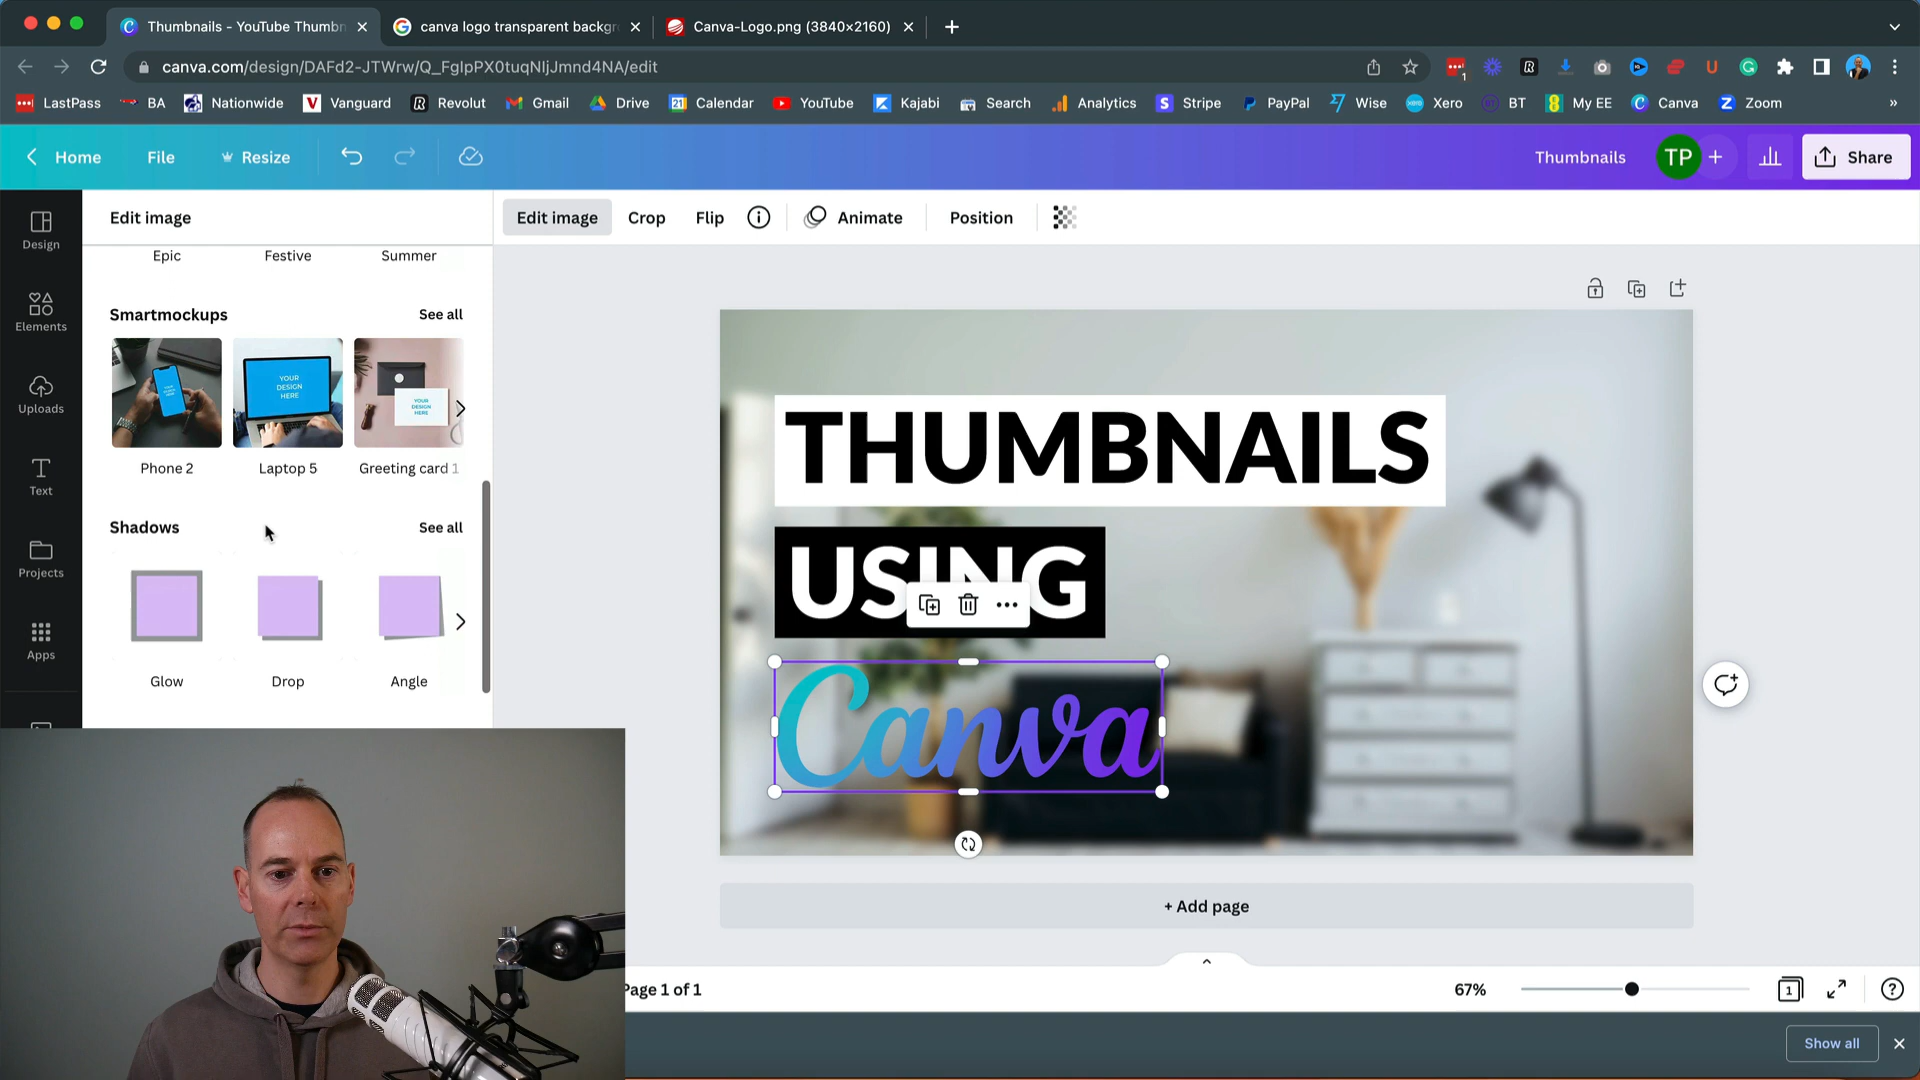 Thumbnails - YouTube Thumbn
canva logo transparent backgr
Canva-Logo.png (3840×2160)
canva.com/design/DAFd2-JTWrw/Q_FgIpPX0tuqNIjJmnd4NA/edit
LastPass
BA
Nationwide
Vanguard
Revolut
Gmail
Drive
Calendar
YouTube
Kajabi
Search
Analytics
Stripe
PayPal
Wise
Xero
BT
My EE
Canva
Zoom
Home
File
Resize
Thumbnails
TP
Share
Design
Elements
Uploads
Text
Projects
Apps
Edit image
Epic
Festive
Summer
Smartmockups
See all
YOUR
DESIGN
HERE
YOUR
DESIGN
HERE
Phone 2
Laptop 5
Greeting card 1
Shadows
See all
Glow
Drop
Angle
Edit image
Crop
Flip
Animate
Position
THUMBNAILS
USING
Canva
+ Add page
Page 1 of 1
67%
1
Show all